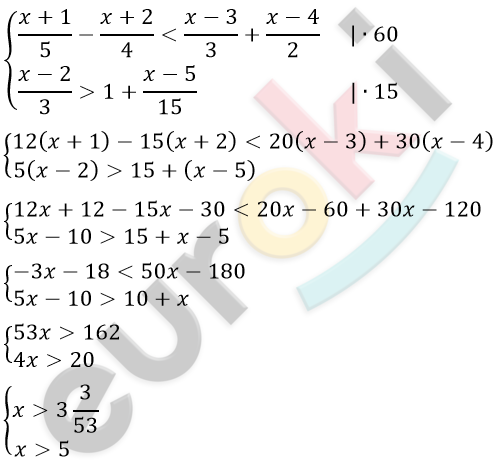 {(x + 1)/5 − (x + 2)/4 < (x − 3)/3 + (x − 4)/2 |· 60
{(x − 2)/3 > 1 + (x − 5)/15 |· 15
{12(x + 1) − 15(x + 2) < 20(x − 3) + 30(x − 4)
{5(x − 2) > 15 + (x − 5)
{12x + 12 − 15x − 30 < 20x − 60 + 30x − 120
{5x − 10 > 15 + x − 5
{−3x − 18 < 50x − 180
{5x − 10 > 10 + x
{53x > 162
{4x > 20
{x > 3 3/53
{x > 5
euroki